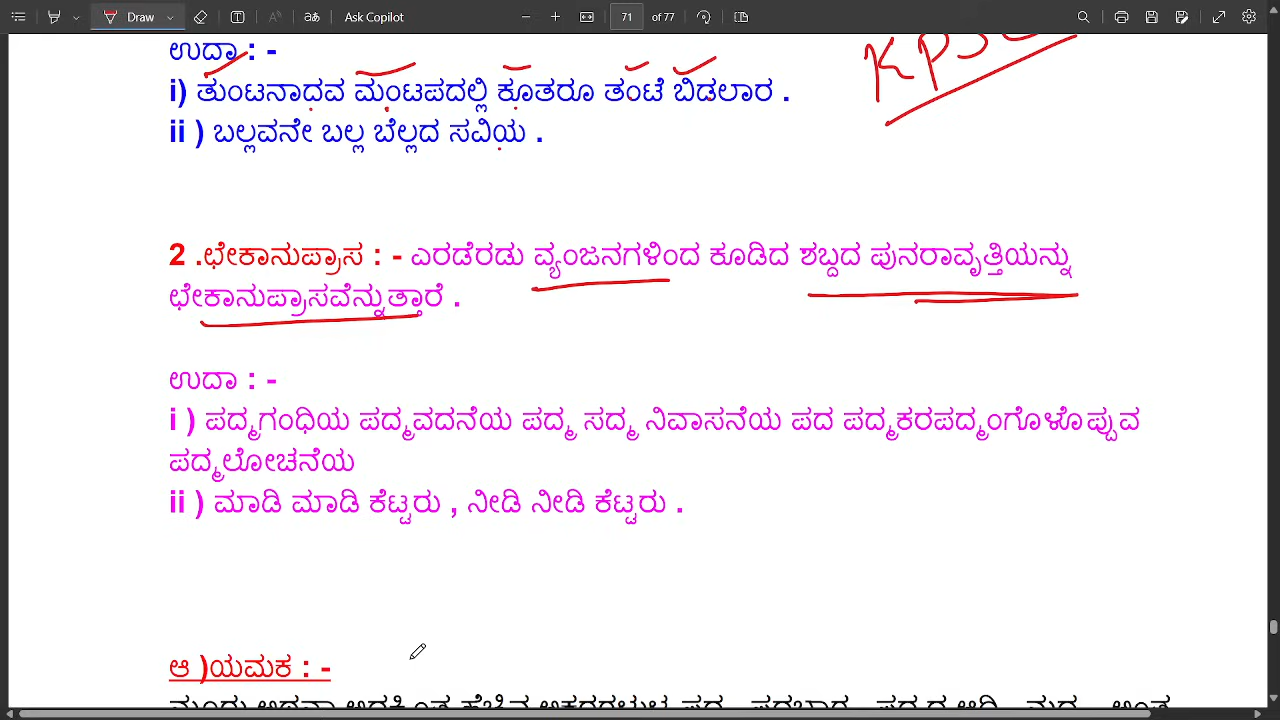 Draw
Ask Copilot
71 of 77
ಉದಾ : -
KPSC
i) ತುಂಟನಾದವ ಮಂಟಪದಲ್ಲಿ ಕೂತರೂ ತಂಟೆ ಬಿಡಲಾರ .
ii ) ಬಲ್ಲವನೇ ಬಲ್ಲ ಬೆಲ್ಲದ ಸವಿಯ .
2 .ಛೇಕಾನುಪ್ರಾಸ : - ಎರಡೆರಡು ವ್ಯಂಜನಗಳಿಂದ ಕೂಡಿದ ಶಬ್ದದ ಪುನರಾವೃತ್ತಿಯನ್ನು
ಛೇಕಾನುಪ್ರಾಸವೆನ್ನುತ್ತಾರೆ .
ಉದಾ : -
i ) ಪದ್ಮಗಂಧಿಯ ಪದ್ಮವದನೆಯ ಪದ್ಮ ಸದ್ಮ ನಿವಾಸನೆಯ ಪದ ಪದ್ಮಕರಪದ್ಮಂಗೊಳೊಪ್ಪುವ
ಪದ್ಮಲೋಚನೆಯ
ii ) ಮಾಡಿ ಮಾಡಿ ಕೆಟ್ಟರು , ನೀಡಿ ನೀಡಿ ಕೆಟ್ಟರು .
ಆ )ಯಮಕ : -